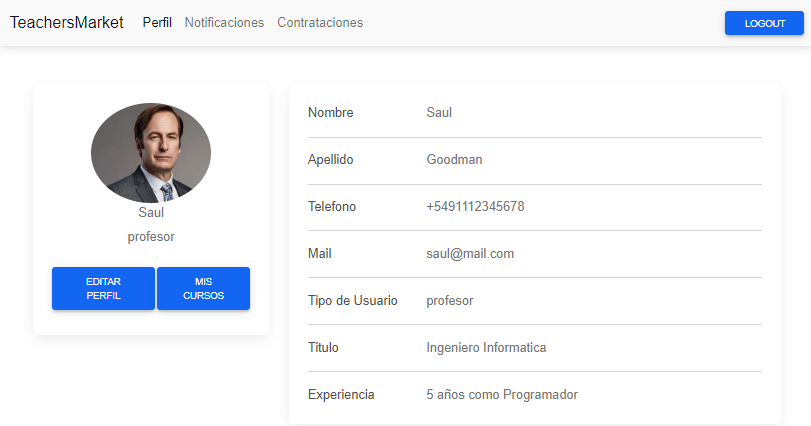 TeachersMarket Perfil Notificaciones Contrataciones LOGOUT
Saul
profesor
EDITAR PERFIL
MIS CURSOS
Nombre Saul
Apellido Goodman
Telefono +5491112345678
Mail saul@mail.com
Tipo de Usuario profesor
Titulo Ingeniero Informatica
Experiencia 5 años como Programador